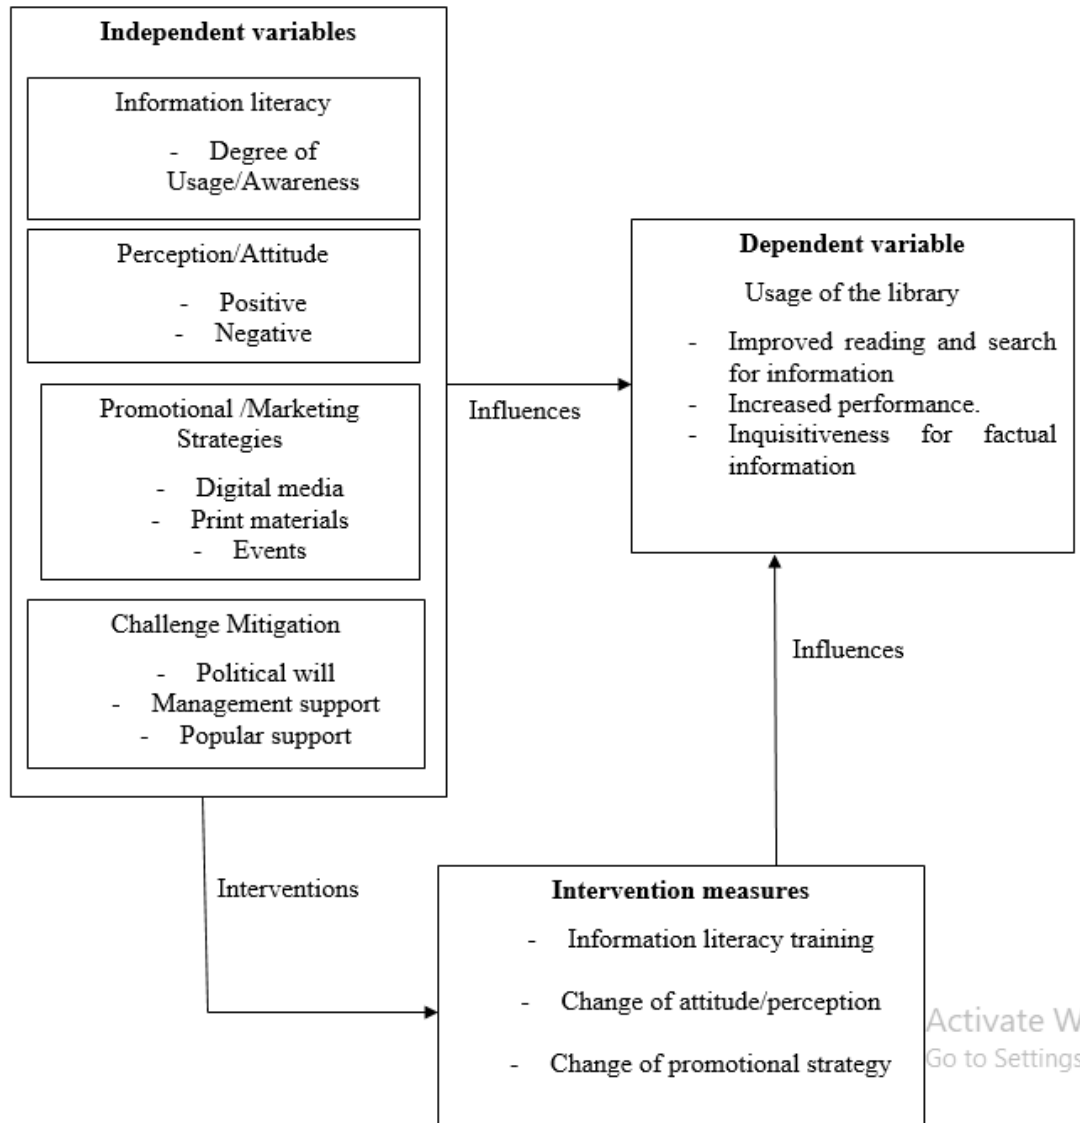 Independent variables
Information literacy
- Degree of
Usage/Awareness
Perception/Attitude
- Positive
- Negative
Promotional /Marketing
Strategies
- Digital media
- Print materials
- Events
Challenge Mitigation
- Political will
- Management support
- Popular support
Influences
Dependent variable
Usage of the library
- Improved reading and search
for information
- Increased performance.
- Inquisitiveness for factual
information
Influences
Interventions
Intervention measures
- Information literacy training
- Change of attitude/perception
- Change of promotional strategy
Activate W
Go to Settings